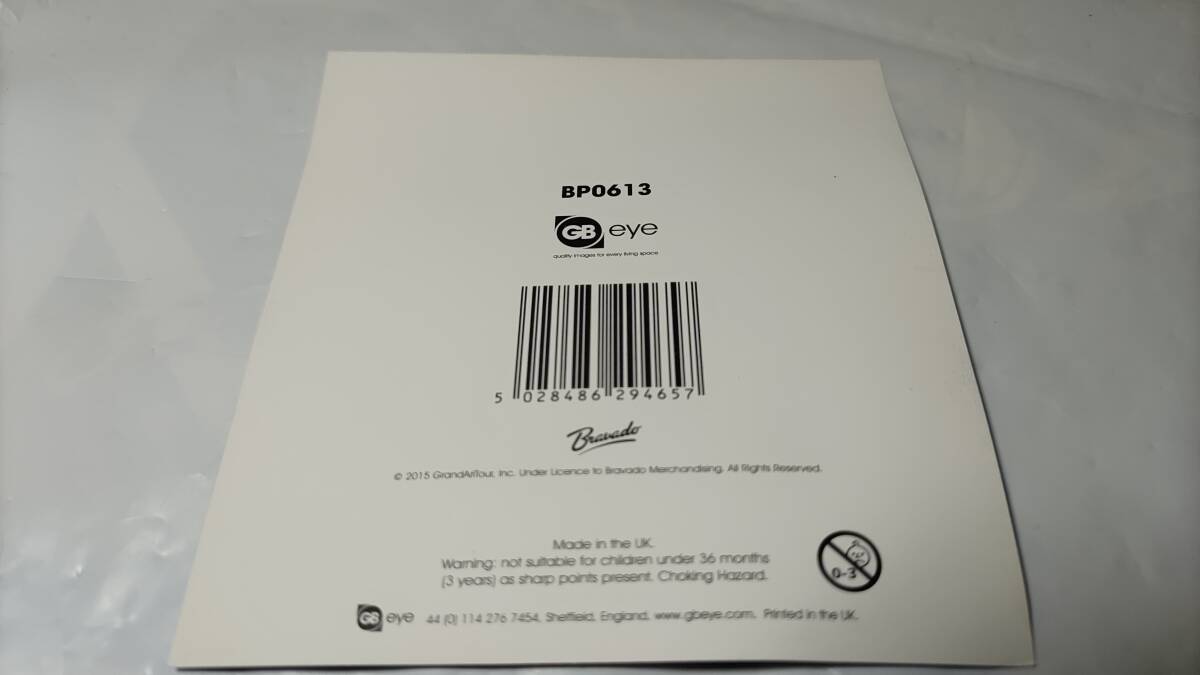 BP0613
GB eye
quality images for every living space
5 028486 294657
Bravado
© 2015 GrandAriTour, Inc. Under Licence to Bravado Merchandising. All Rights Reserved.
Made in the UK.
Warning: not suitable for children under 36 months
(3 years) as sharp points present. Choking Hazard.
0-3
GB eye 44 (0) 114 276 7454, Sheffield, England, www.gbeye.com. Printed in the UK.